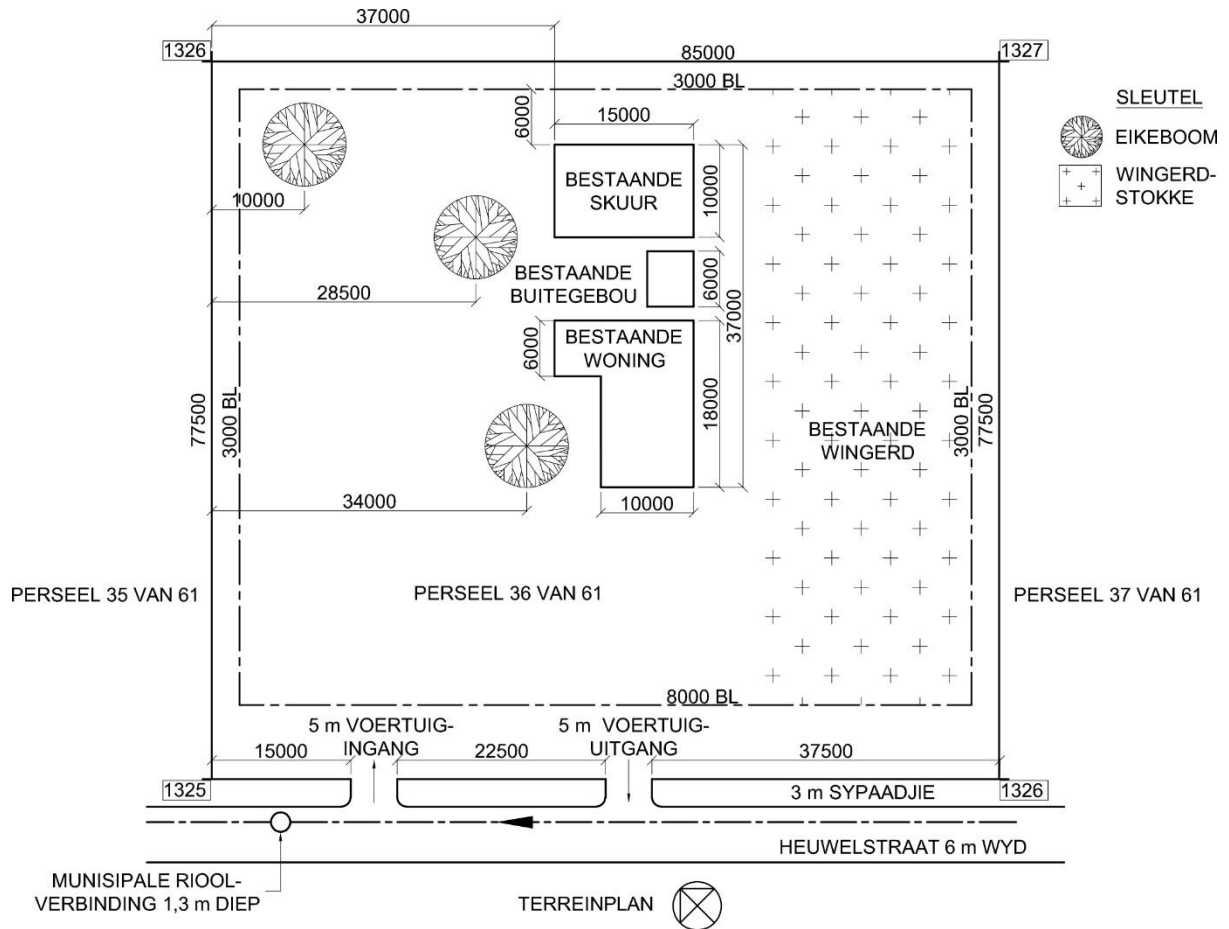 37000
1326
85000
1327
3000 BL
SLEUTEL
6000
15000
EIKEBOOM
BESTAANDE
SKUUR
10000
WINGERD-
STOKKE
10000
BESTAANDE
BUITEGEBOU
6000
37000
28500
6000
BESTAANDE
WONING
18000
77500
3000 BL
BESTAANDE
WINGERD
3000 BL
77500
34000
10000
PERSEEL 35 VAN 61
PERSEEL 36 VAN 61
PERSEEL 37 VAN 61
8000 BL
5 m VOERTUIG-
INGANG
5 m VOERTUIG-
UITGANG
15000
22500
37500
1325
3 m SYPAADJIE
1326
HEUWELSTRAAT 6 m WYD
MUNISIPALE RIOOL-
VERBINDING 1,3 m DIEP
TERREINPLAN